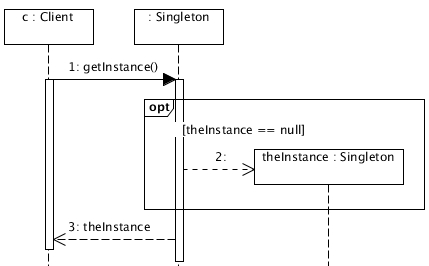 c : Client
: Singleton
1: getInstance()
opt
[theInstance == null]
2:
theInstance : Singleton
3: theInstance